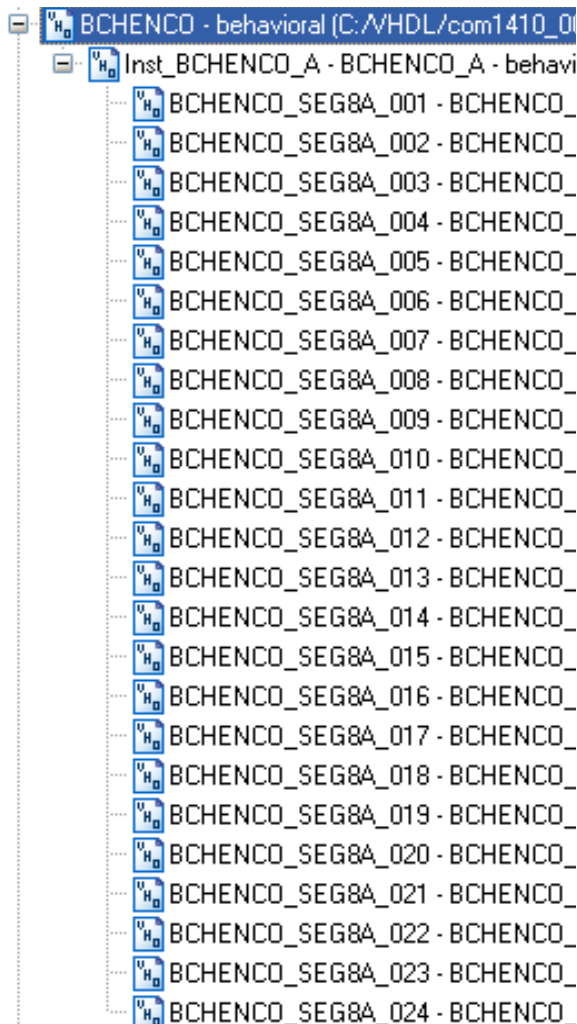 BCHENCO - behavioral (C:/VHDL/com1410_00
Inst_BCHENCO_A - BCHENCO_A - behavi
BCHENCO_SEG8A_001 - BCHENCO_
BCHENCO_SEG8A_002 - BCHENCO_
BCHENCO_SEG8A_003 - BCHENCO_
BCHENCO_SEG8A_004 - BCHENCO_
BCHENCO_SEG8A_005 - BCHENCO_
BCHENCO_SEG8A_006 - BCHENCO_
BCHENCO_SEG8A_007 - BCHENCO_
BCHENCO_SEG8A_008 - BCHENCO_
BCHENCO_SEG8A_009 - BCHENCO_
BCHENCO_SEG8A_010 - BCHENCO_
BCHENCO_SEG8A_011 - BCHENCO_
BCHENCO_SEG8A_012 - BCHENCO_
BCHENCO_SEG8A_013 - BCHENCO_
BCHENCO_SEG8A_014 - BCHENCO_
BCHENCO_SEG8A_015 - BCHENCO_
BCHENCO_SEG8A_016 - BCHENCO_
BCHENCO_SEG8A_017 - BCHENCO_
BCHENCO_SEG8A_018 - BCHENCO_
BCHENCO_SEG8A_019 - BCHENCO_
BCHENCO_SEG8A_020 - BCHENCO_
BCHENCO_SEG8A_021 - BCHENCO_
BCHENCO_SEG8A_022 - BCHENCO_
BCHENCO_SEG8A_023 - BCHENCO_
BCHENCO_SEG8A_024 - BCHENCO_